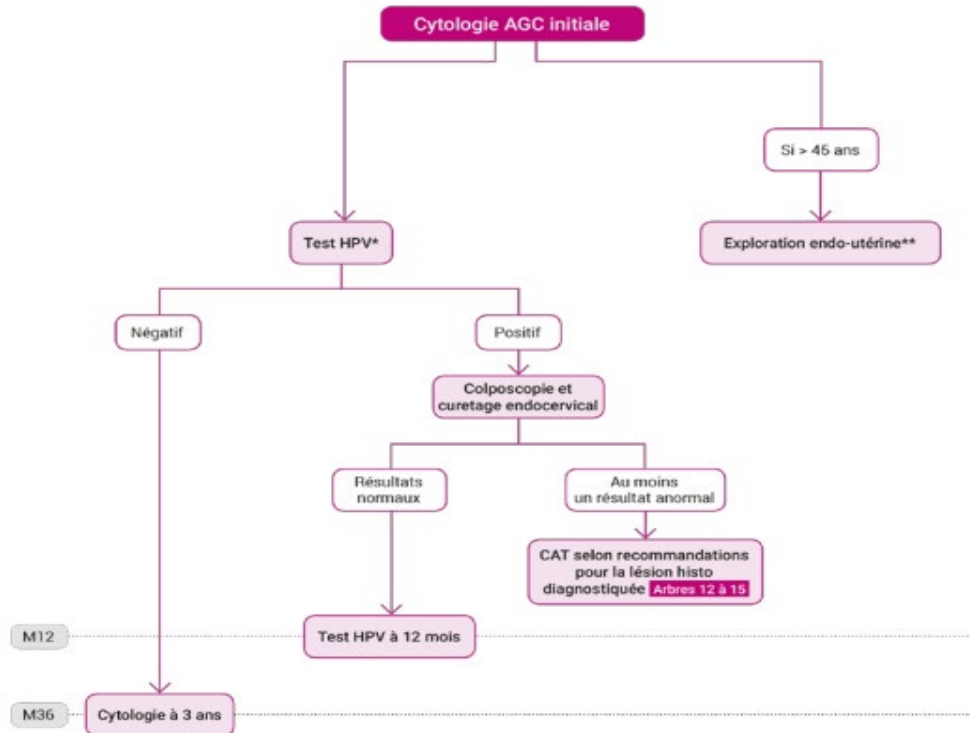 Cytologie AGC initiale
Si > 45 ans
Test HPV*
Exploration endo-utérine**
Négatif
Positif
Colposcopie et
curetage endocervical
Résultats
normaux
Au moins
un résultat anormal
CAT selon recommandations
pour la lésion histo
diagnostiquée Arbres 12 à 15
M12
Test HPV à 12 mois
M36
Cytologie à 3 ans